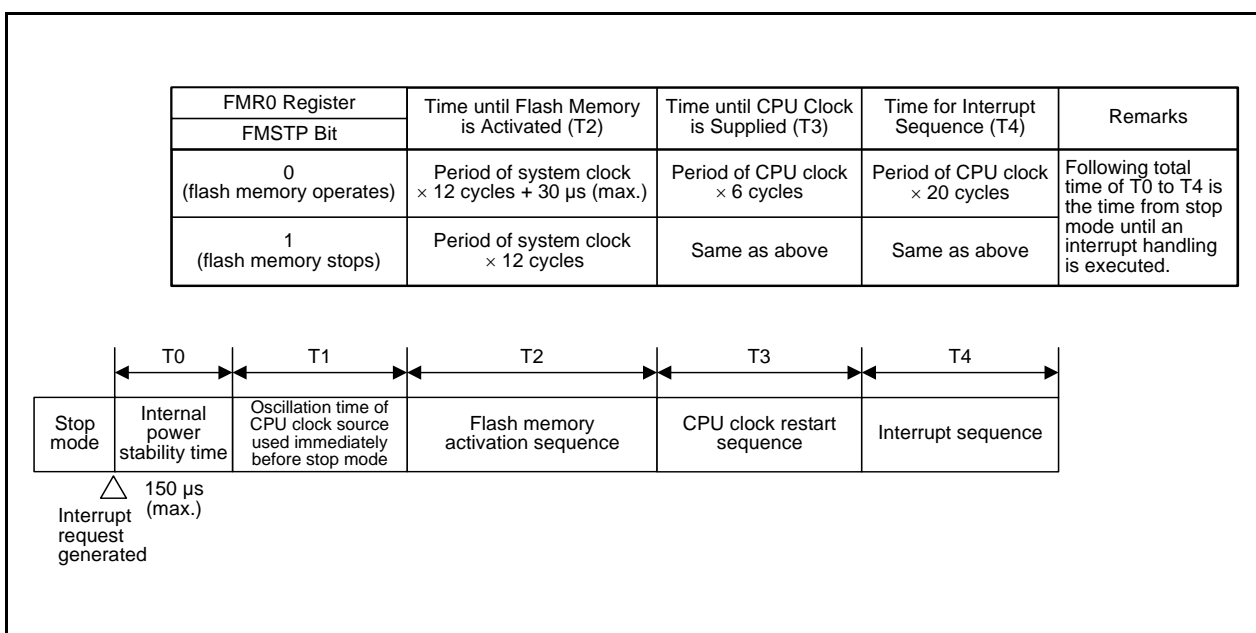 FMR0 Register
FMSTP Bit
Time until Flash Memory
is Activated (T2)
Time until CPU Clock
is Supplied (T3)
Time for Interrupt
Sequence (T4)
Remarks
0
(flash memory operates)
Period of system clock
× 12 cycles + 30 µs (max.)
Period of CPU clock
× 6 cycles
Period of CPU clock
× 20 cycles
Following total
time of T0 to T4 is
the time from stop
mode until an
interrupt handling
is executed.
1
(flash memory stops)
Period of system clock
× 12 cycles
Same as above
Same as above
T0
T1
T2
T3
T4
Stop
mode
Internal
power
stability time
Oscillation time of
CPU clock source
used immediately
before stop mode
Flash memory
activation sequence
CPU clock restart
sequence
Interrupt sequence
150 µs
(max.)
Interrupt
request
generated